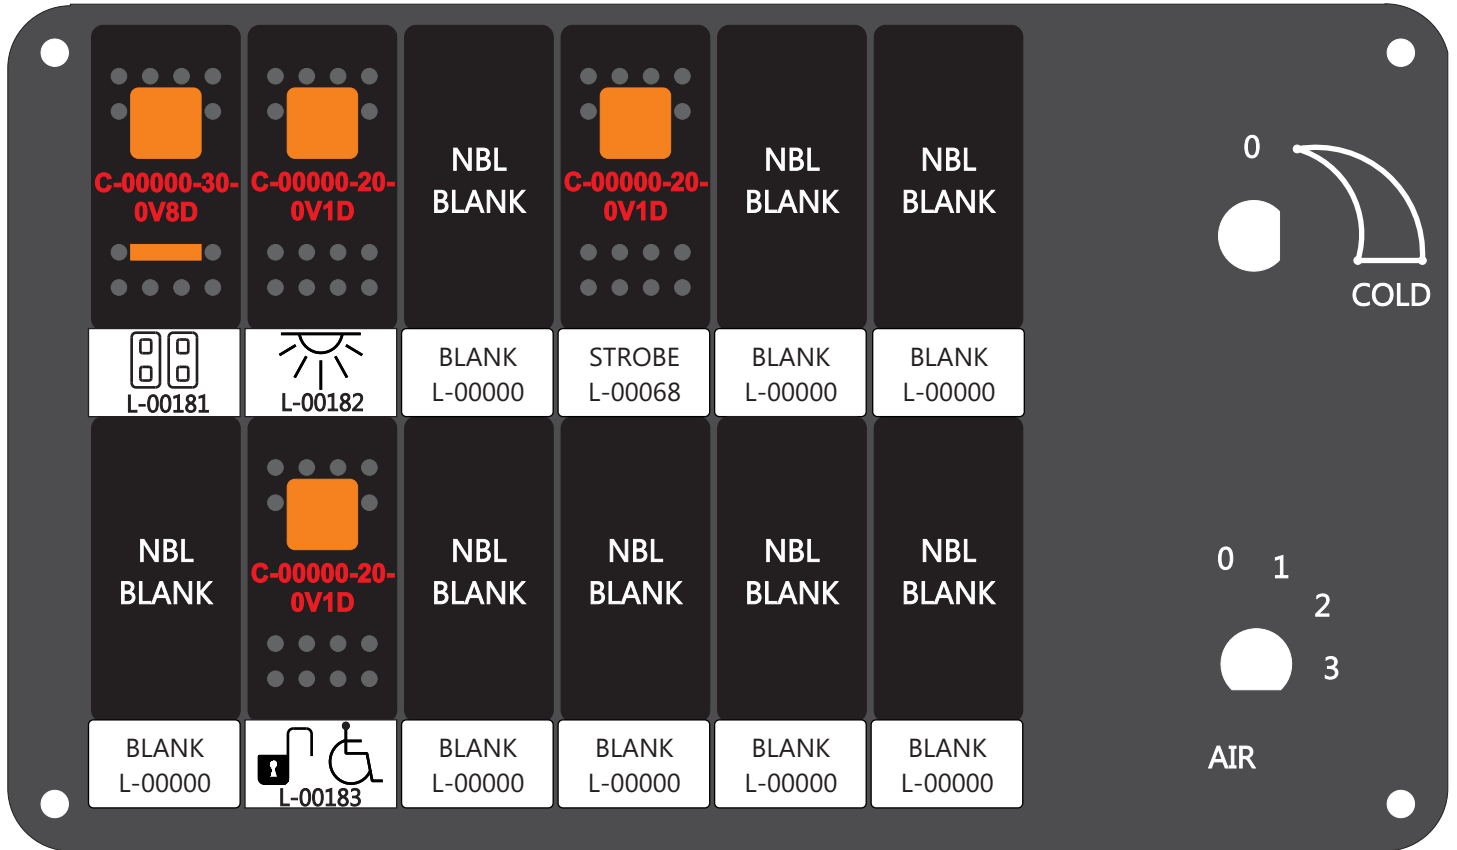 C-00000-30-
0V8D
C-00000-20-
0V1D
NBL
BLANK
C-00000-20-
0V1D
NBL
BLANK
NBL
BLANK
L-00181
L-00182
BLANK
L-00000
STROBE
L-00068
BLANK
L-00000
BLANK
L-00000
0
COLD
NBL
BLANK
C-00000-20-
0V1D
NBL
BLANK
NBL
BLANK
NBL
BLANK
NBL
BLANK
BLANK
L-00000
L-00183
BLANK
L-00000
BLANK
L-00000
BLANK
L-00000
BLANK
L-00000
0
1
2
3
AIR